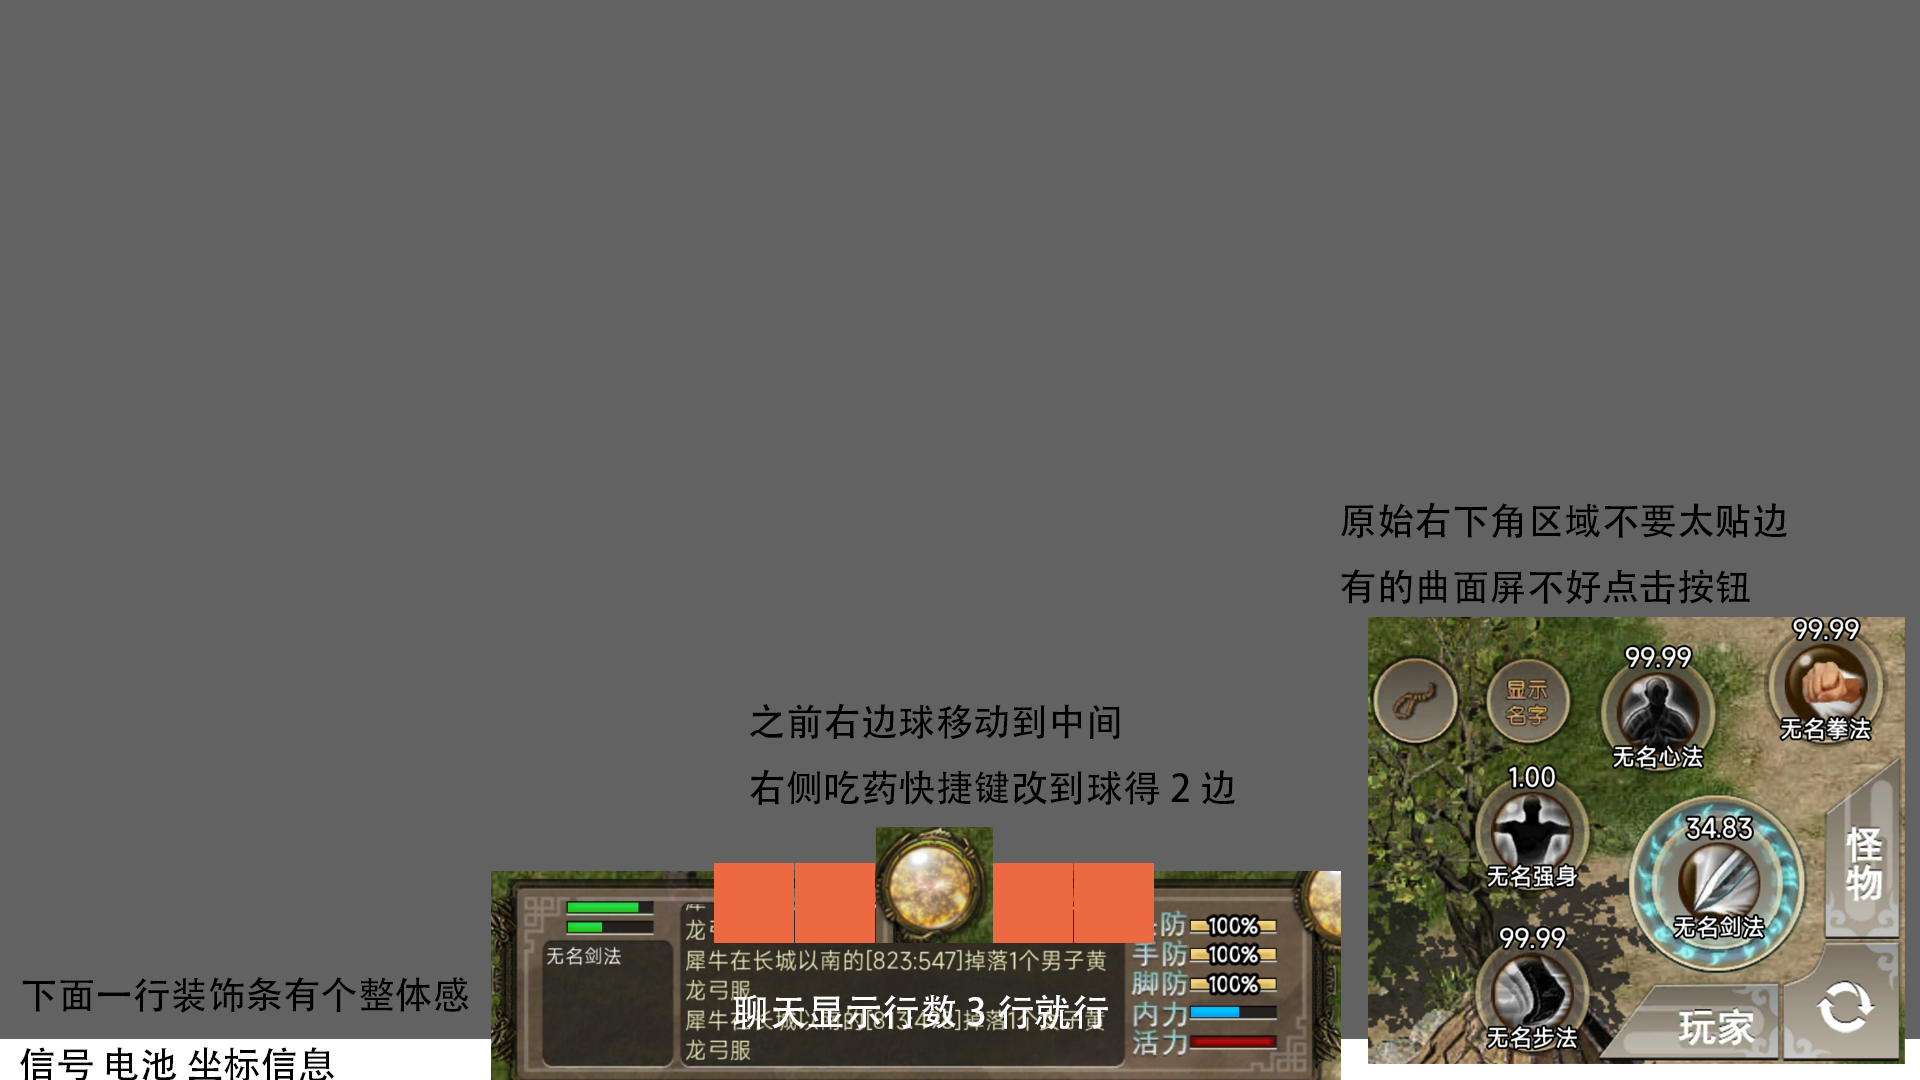 原始右下角区域不要太贴边
有的曲面屏不好点击按钮
99.99
99.99
显示
名字
无名拳法
无名心法
之前右边球移动到中间
右侧吃药快捷键改到球得 2 边
1.00
34.83
怪物
无名强身
无名剑法
99.99
防 100%
无名剑法
犀牛在长城以南的[823:547]掉落1个男子黄
手防 100%
下面一行装饰条有个整体感
龙弓服
脚防 100%
聊天显示行数 3 行就行
内力
玩家
无名步法
龙弓服
活力
信号 电池 坐标信息